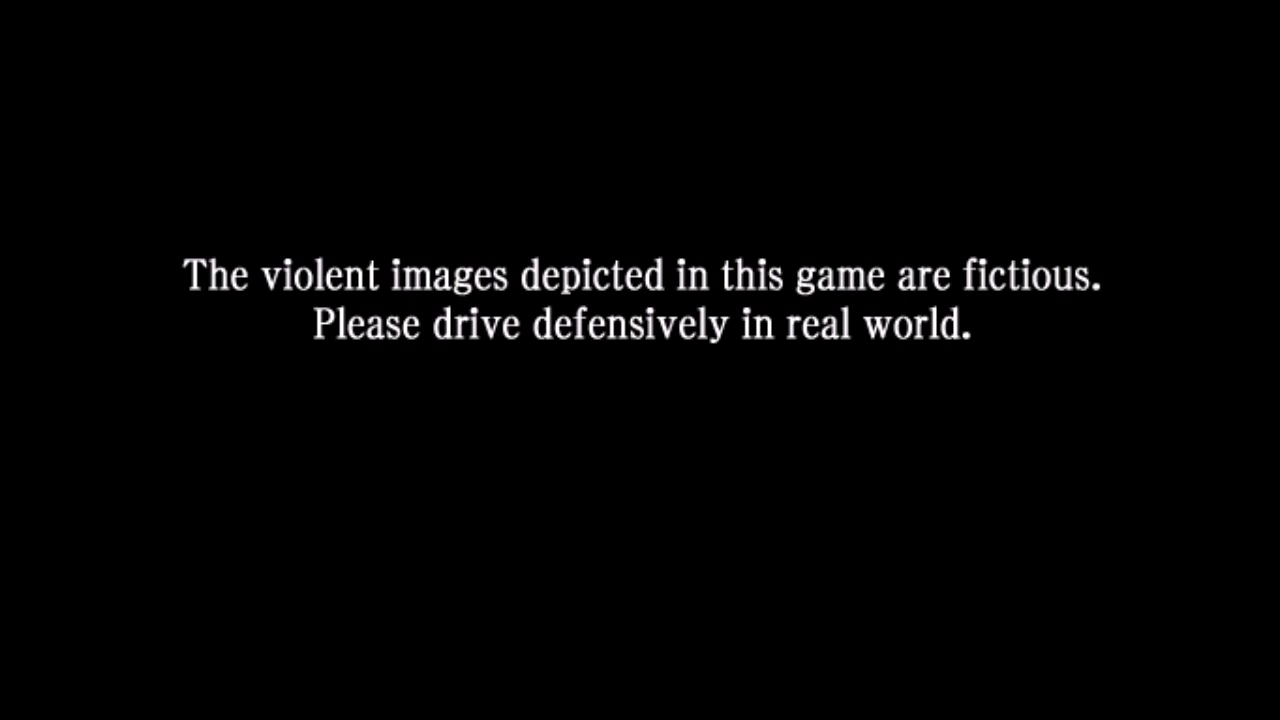 The violent images depicted in this game are fictious.
Please drive defensively in real world.